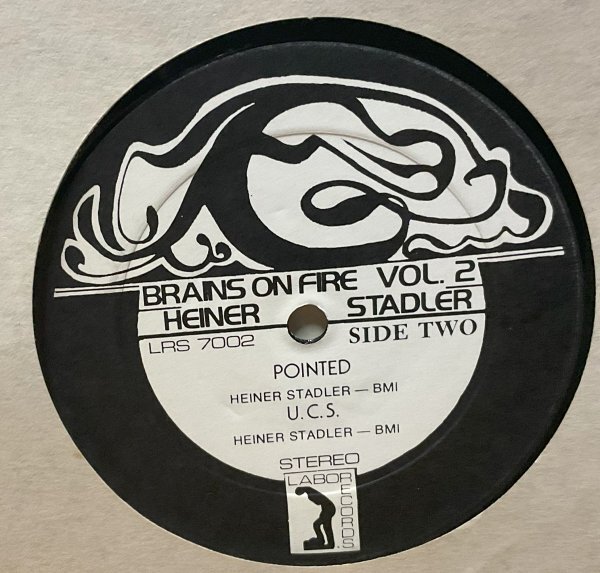 BRAINS ON FIRE VOL. 2
HEINER STADLER
LRS 7002 SIDE TWO
POINTED
HEINER STADLER — BMI
U.C.S.
HEINER STADLER — BMI
STEREO
LABOR
RECORDS